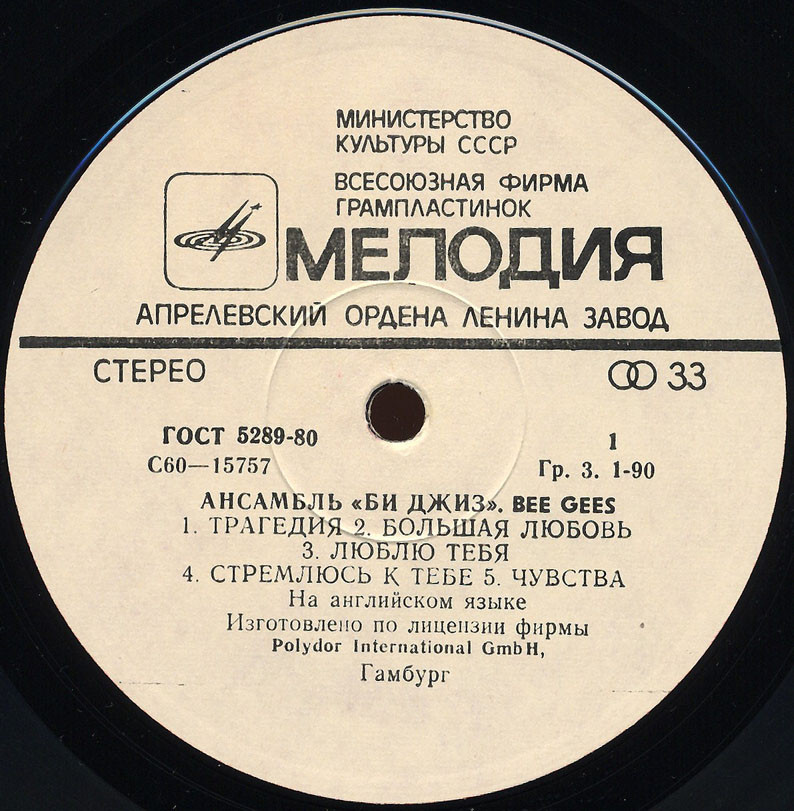 МИНИСТЕРСТВО
КУЛЬТУРЫ СССР
ВСЕСОЮЗНАЯ ФИРМА
ГРАМПЛАСТИНОК
МЕЛОДИЯ
АПРЕЛЕВСКИЙ ОРДЕНА ЛЕНИНА ЗАВОД
СТЕРЕО 33
ГОСТ 5289-80 1
С60—15757 Гр. 3. 1-90
АНСАМБЛЬ «БИ ДЖИЗ». BEE GEES
1. ТРАГЕДИЯ 2. БОЛЬШАЯ ЛЮБОВЬ
3. ЛЮБЛЮ ТЕБЯ
4. СТРЕМЛЮСЬ К ТЕБЕ 5. ЧУВСТВА
На английском языке
Изготовлено по лицензии фирмы
Polydor International GmbH,
Гамбург